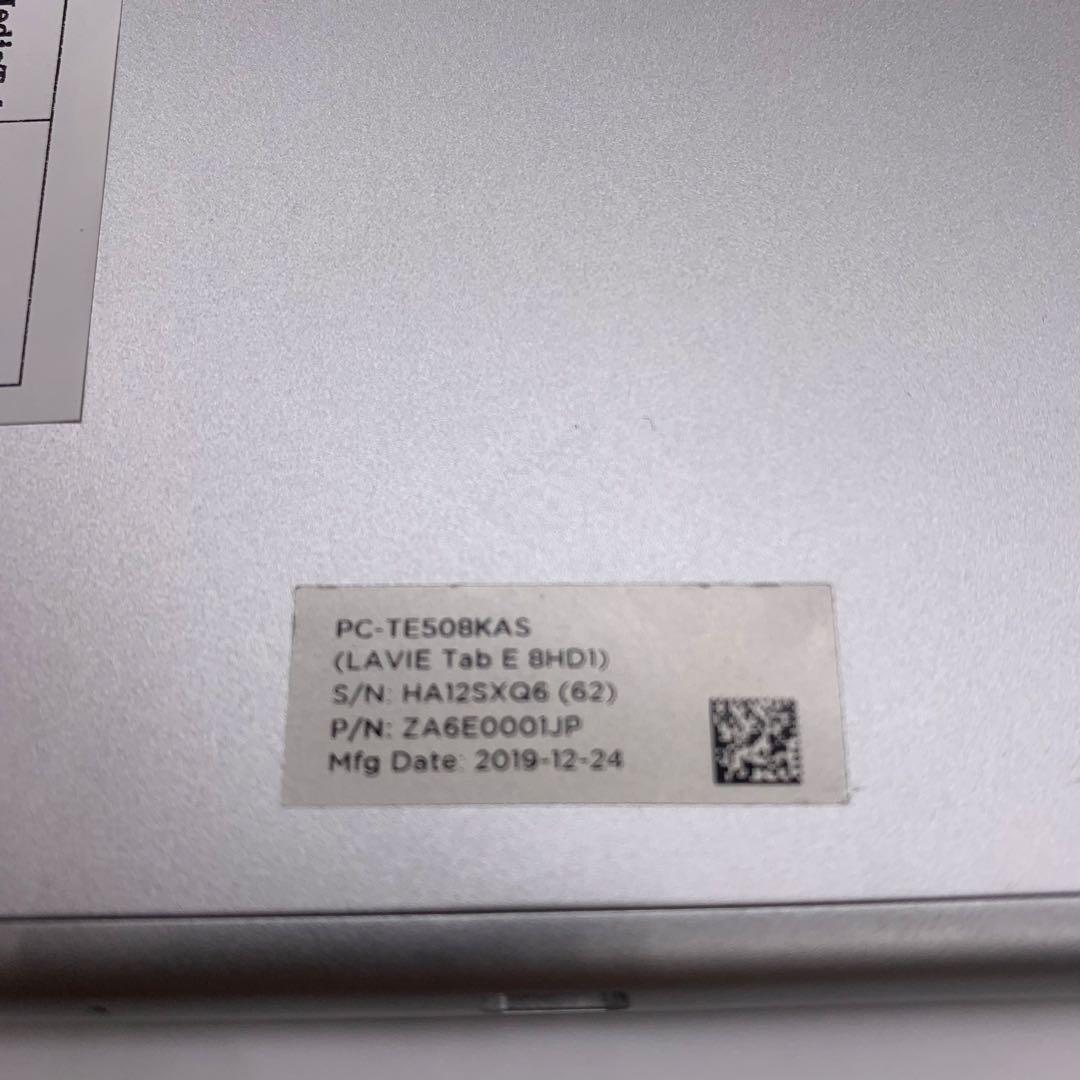 PC-TE508KAS
(LAVIE Tab E 8HD1)
S/N: HA12SXQ6 (62)
P/N: ZA6E0001JP
Mfg Date: 2019-12-24